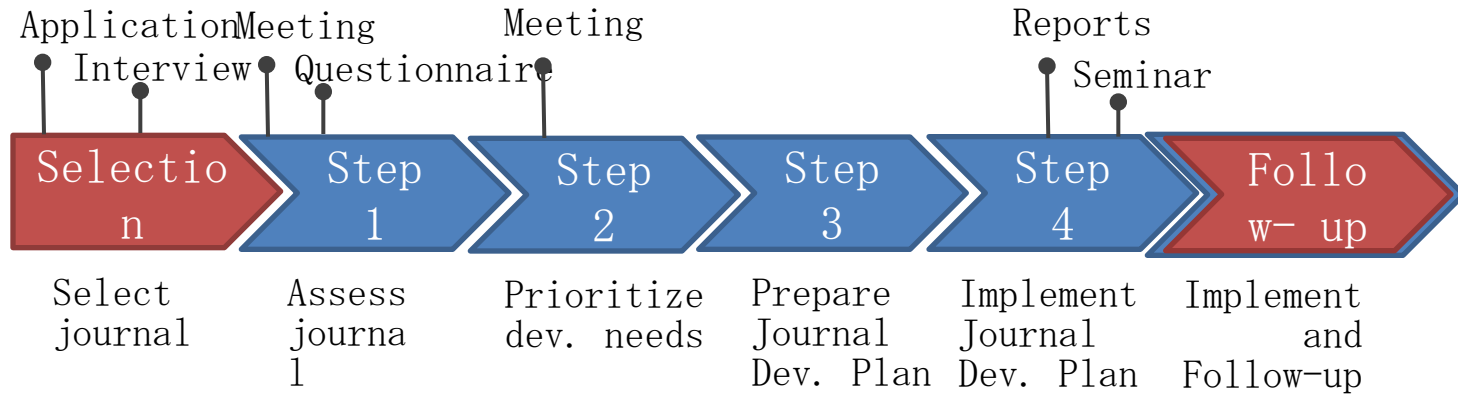 Application
Interview
Meeting
Questionnaire
Meeting
Reports
Seminar
Selectio
n
Step
1
Step
2
Step
3
Step
4
Follo
w- up
Select
journal
Assess
journa
l
Prioritize
dev. needs
Prepare
Journal
Dev. Plan
Implement
Journal
Dev. Plan
Implement
and
Follow-up